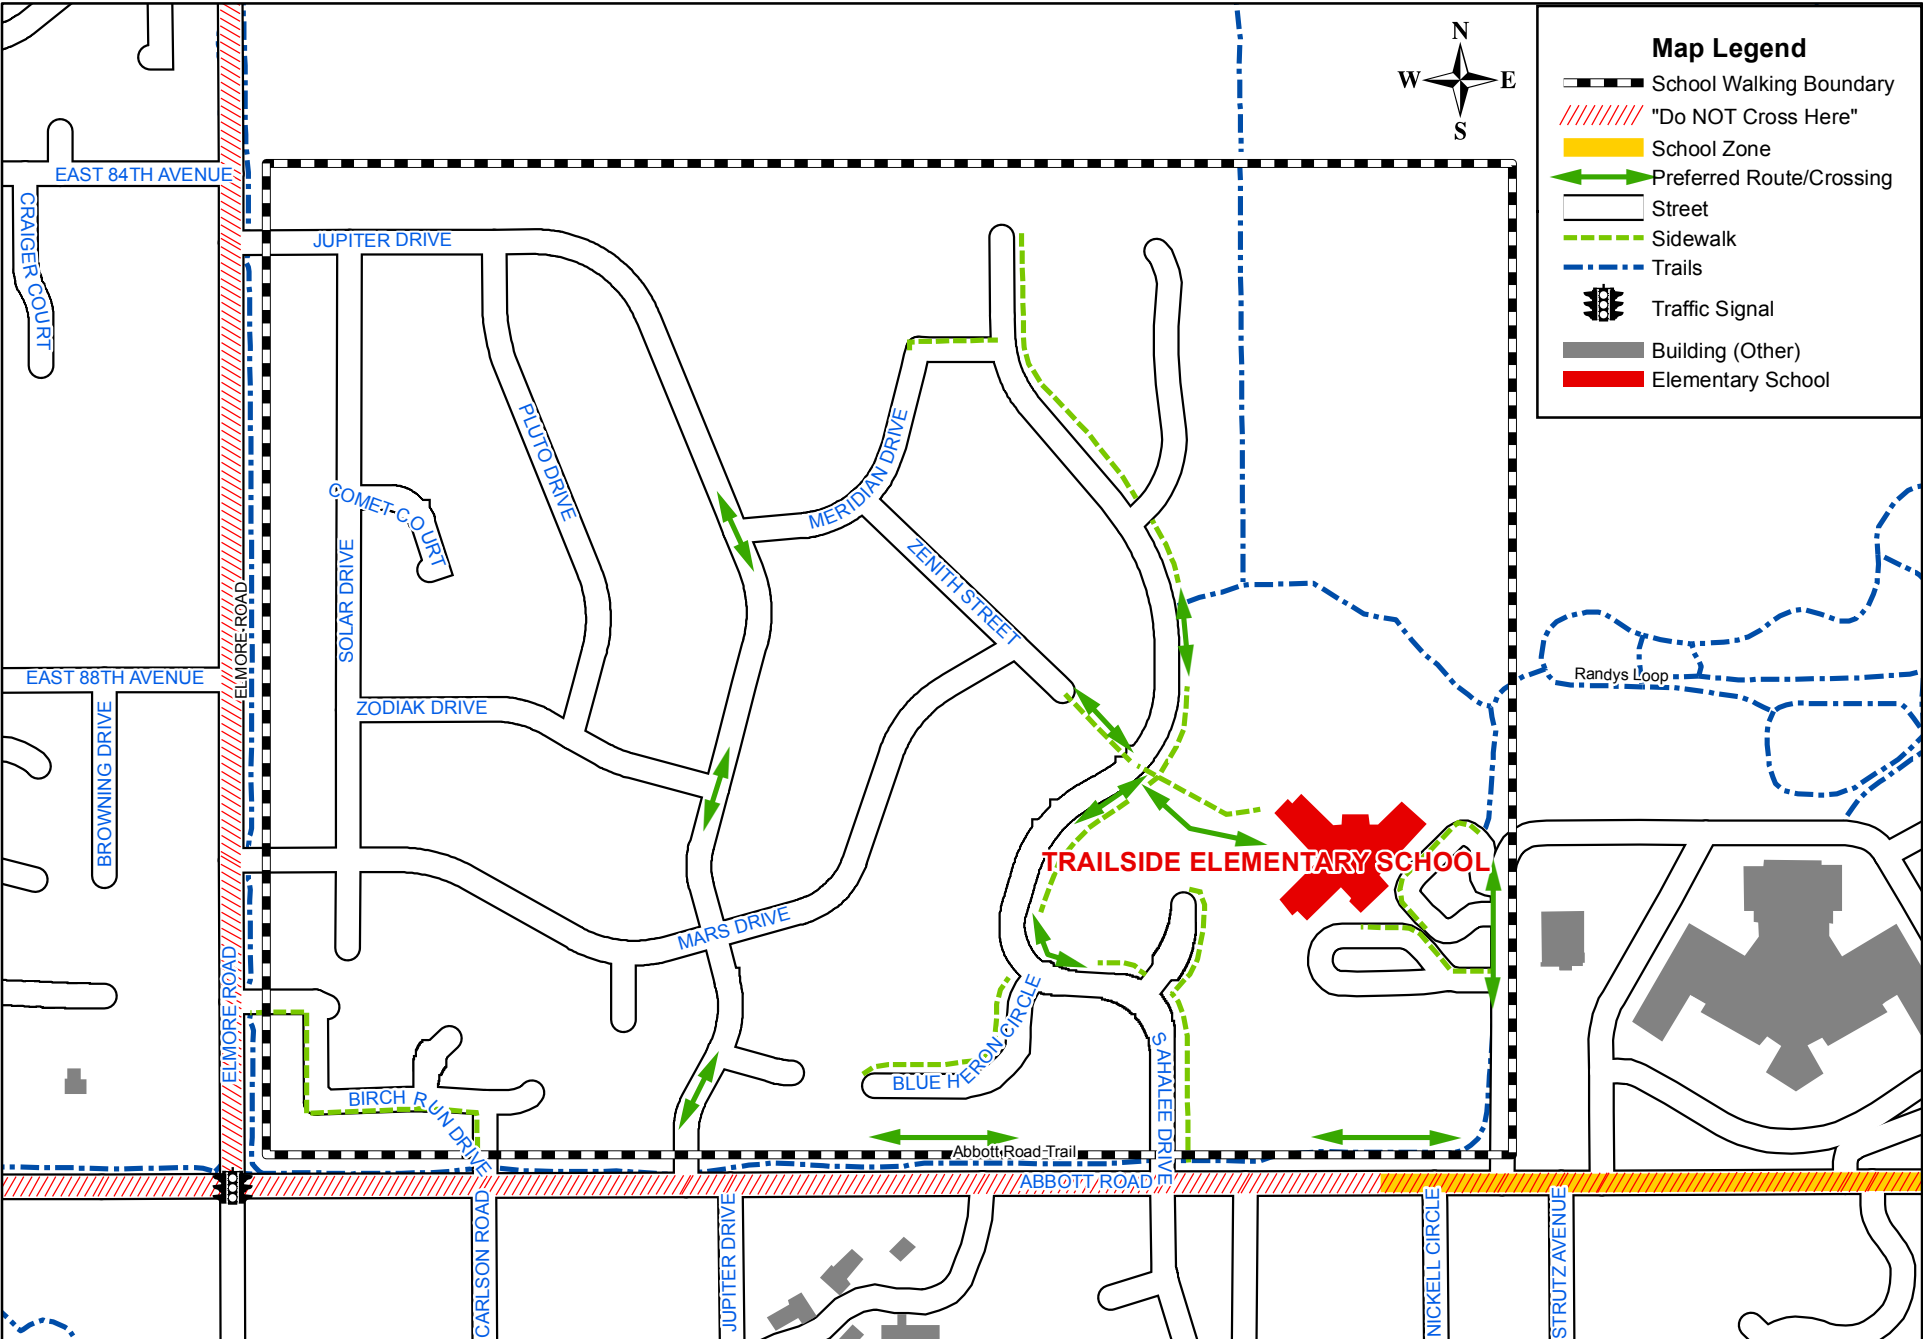 N
W E
S
Map Legend
School Walking Boundary
"Do NOT Cross Here"
School Zone
Preferred Route/Crossing
Street
Sidewalk
Trails
Traffic Signal
Building (Other)
Elementary School
EAST 84TH AVENUE
CRAIGER COURT
JUPITER DRIVE
PLUTO DRIVE
MERIDIAN DRIVE
COMET COURT
SOLAR DRIVE
ZENITH STREET
ELMORE ROAD
EAST 88TH AVENUE
Randys Loop
ZODIAK DRIVE
BROWNING DRIVE
TRAILSIDE ELEMENTARY SCHOOL
MARS DRIVE
ELMORE ROAD
BLUE HERON CIRCLE
SAHALEE DRIVE
BIRCH RUN DRIVE
Abbott Road Trail
ABBOTT ROAD
CARLSON ROAD
JUPITER DRIVE
NICKELL CIRCLE
STRUTZ AVENUE